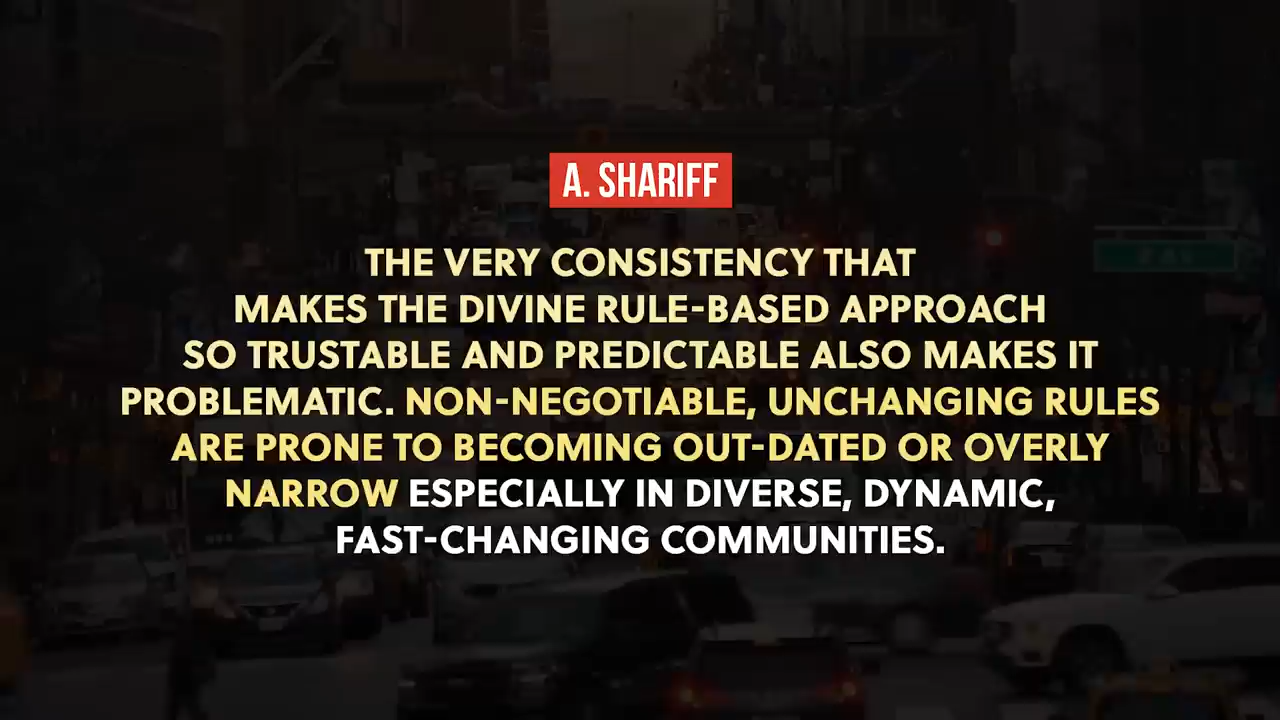 A. SHARIFF
THE VERY CONSISTENCY THAT
MAKES THE DIVINE RULE-BASED APPROACH
SO TRUSTABLE AND PREDICTABLE ALSO MAKES IT
PROBLEMATIC. NON-NEGOTIABLE, UNCHANGING RULES
ARE PRONE TO BECOMING OUT-DATED OR OVERLY
NARROW ESPECIALLY IN DIVERSE, DYNAMIC,
FAST-CHANGING COMMUNITIES.